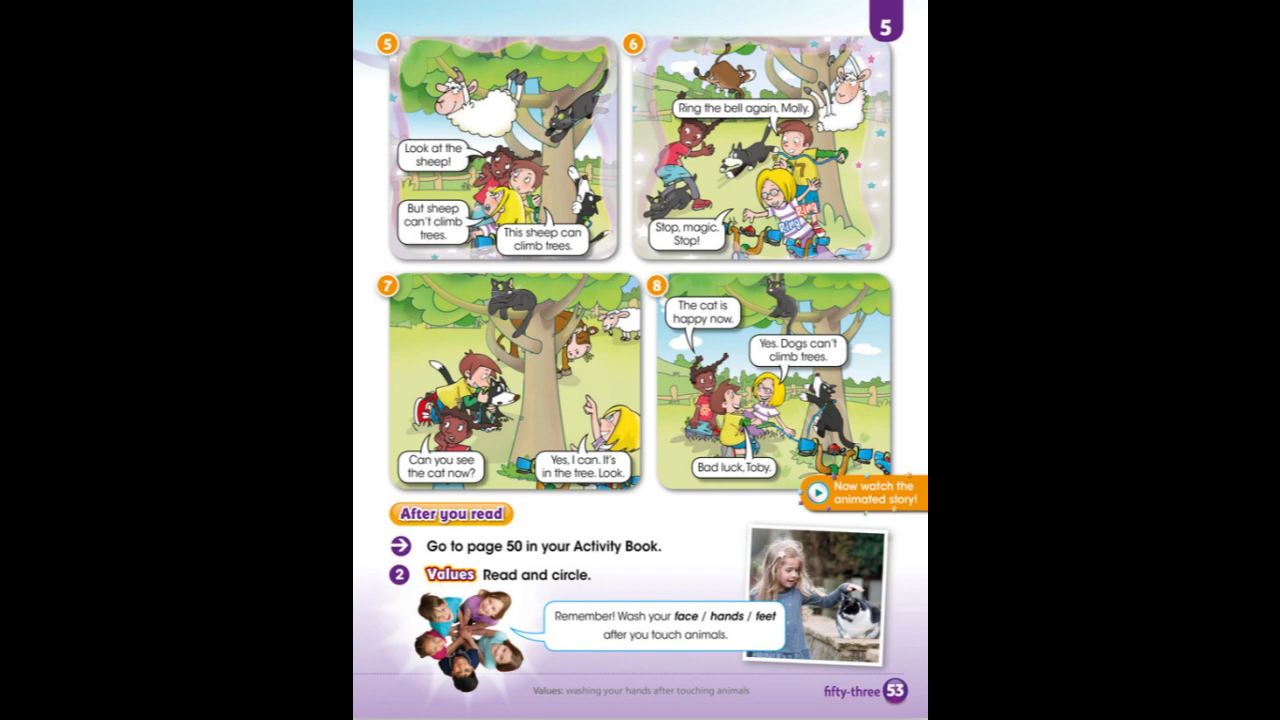 5
5
Look at the
sheep!
But sheep
can't climb
trees.
This sheep can
climb trees.
6
Ring the bell again, Molly.
7
RING
RING!
Stop, magic.
Stop!
7
Can you see
the cat now?
Yes, I can. It's
in the tree. Look.
8
The cat is
happy now.
Yes. Dogs can't
climb trees.
Bad luck, Toby.
Now watch the
animated story!
After you read
Go to page 50 in your Activity Book.
2 Values Read and circle.
Remember! Wash your face / hands / feet
after you touch animals.
Values: washing your hands after touching animals
fifty-three 53